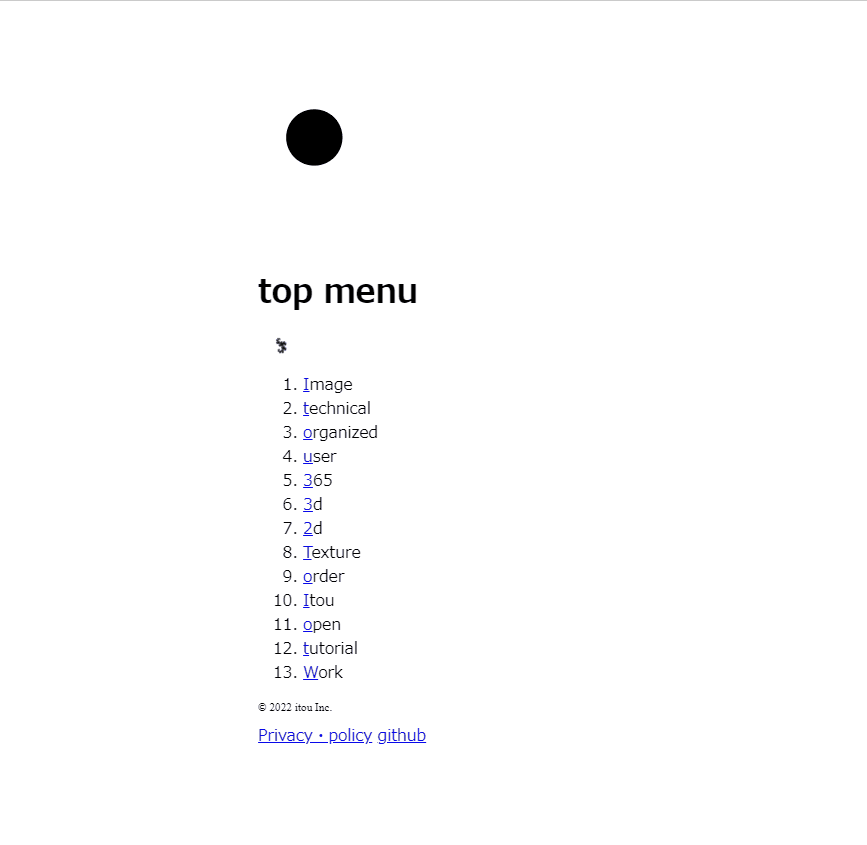 top menu
1. Image
2. technical
3. organized
4. user
5. 365
6. 3d
7. 2d
8. Texture
9. order
10. Itou
11. open
12. tutorial
13. Work
© 2022 itou Inc.
Privacy・policy github